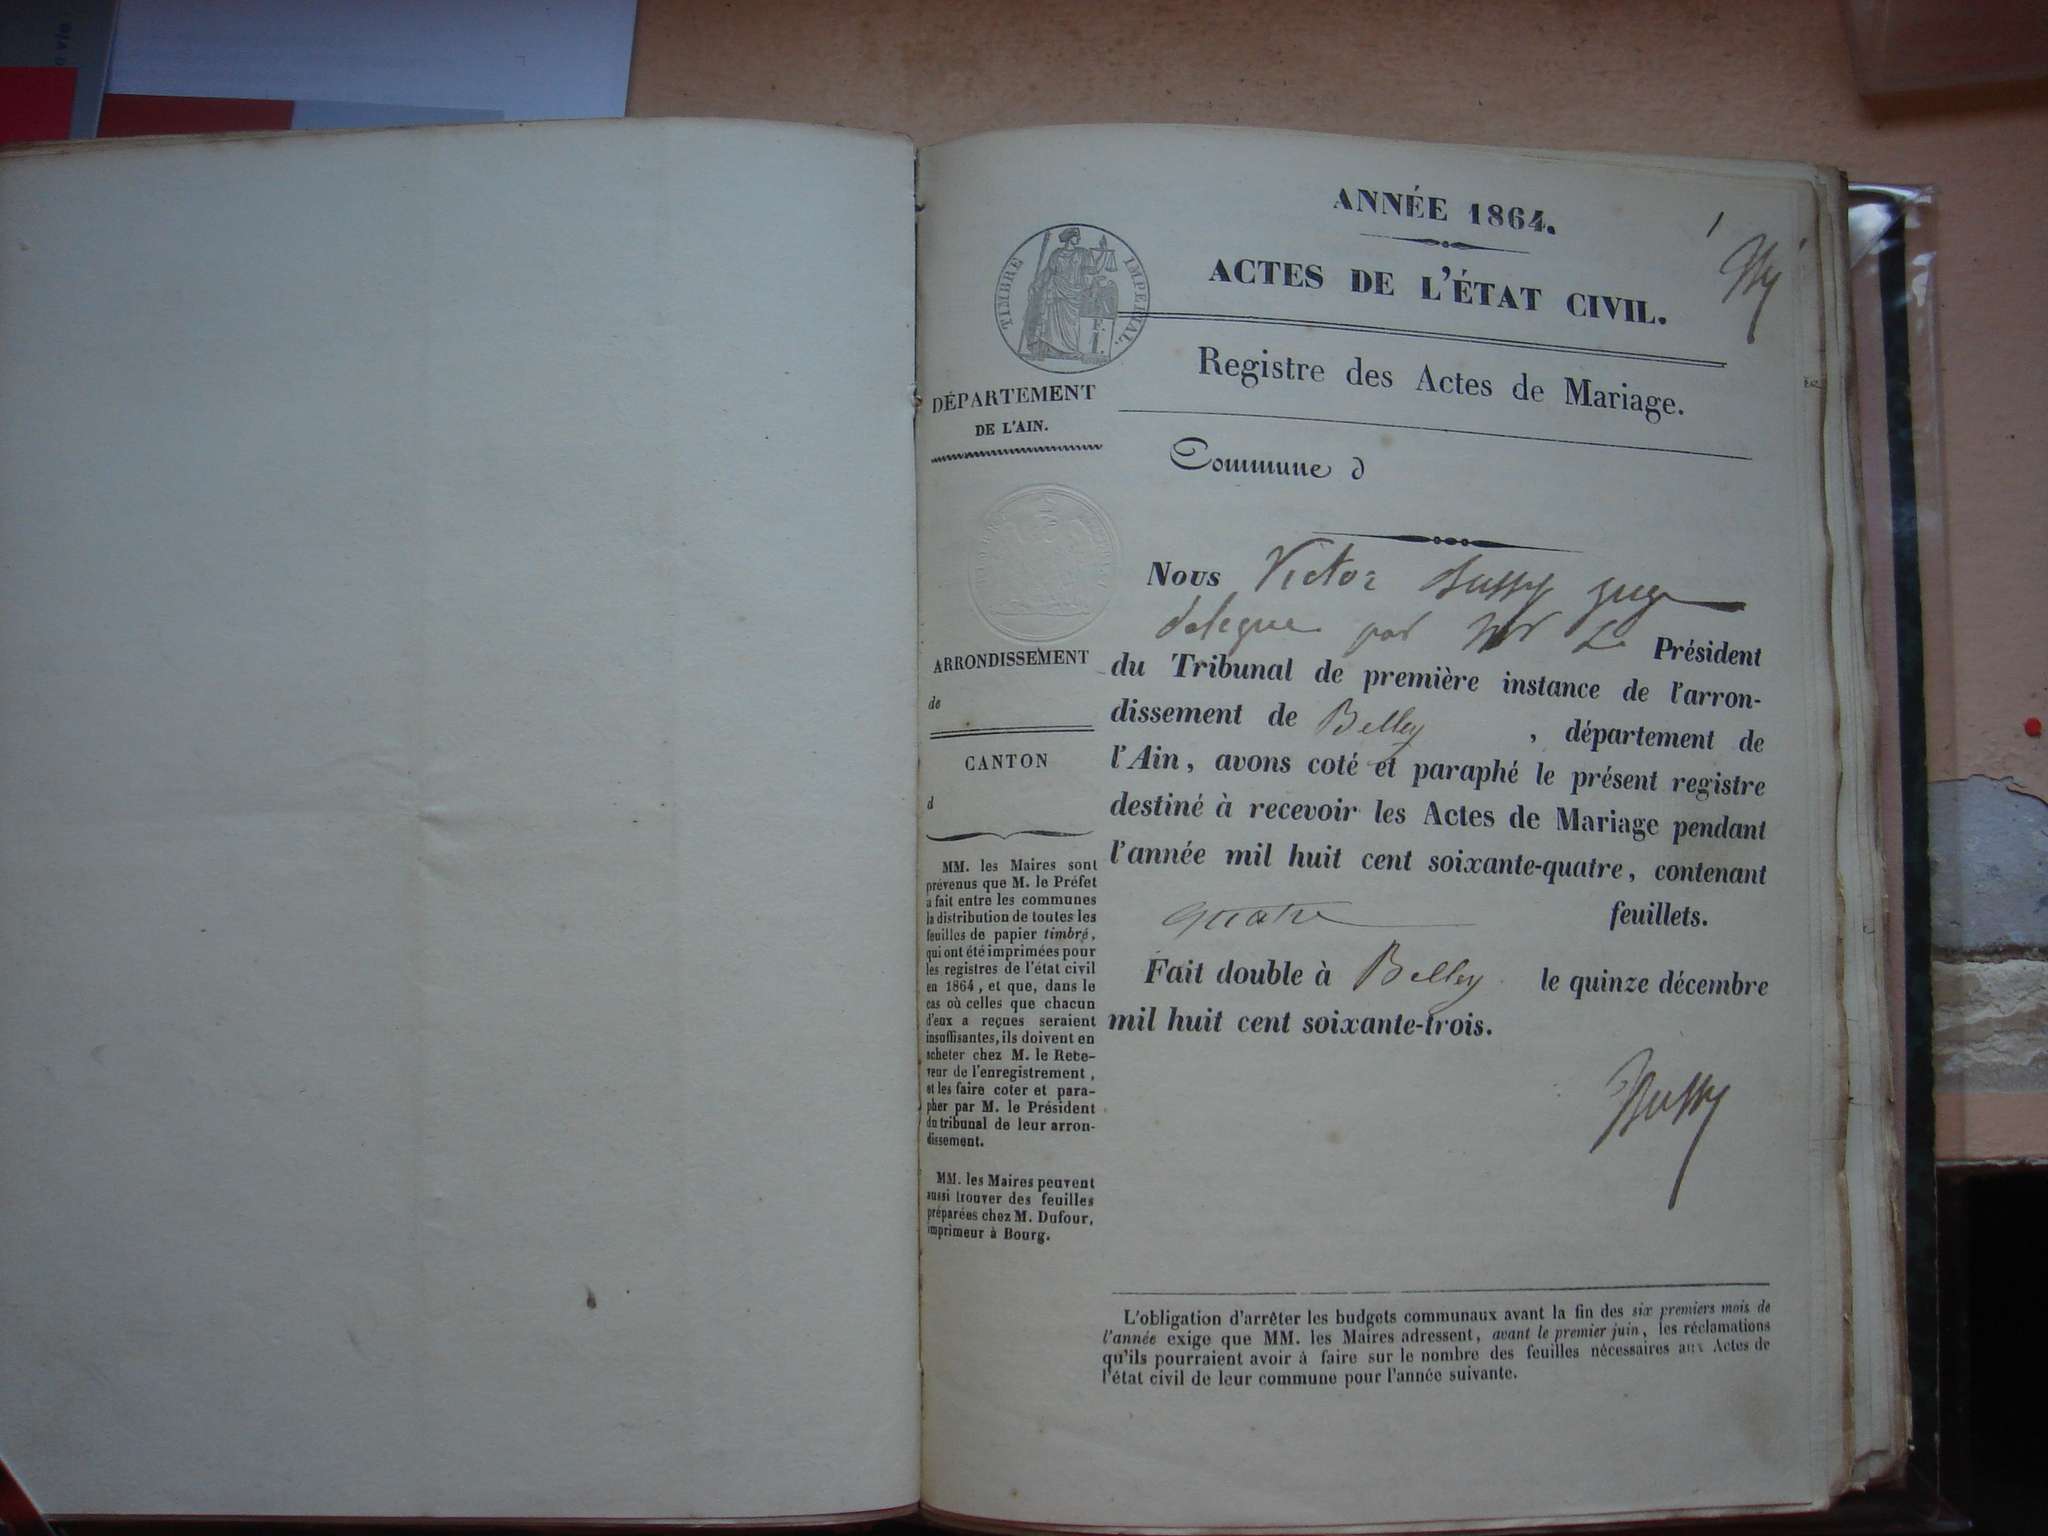 ANNÉE 1864.
1
ACTES DE L'ÉTAT CIVIL.
TIMBRE IMPERIAL.
Registre des Actes de Mariage.
DÉPARTEMENT
DE L'AIN.
Commune d
ARRONDISSEMENT
de
CANTON
d
MM. les Maires sont
prévenus que M. le Préfet
a fait entre les communes
la distribution de toutes les
feuilles de papier timbré,
qui ont été imprimées pour
les registres de l'état civil
en 1864, et que, dans le
cas où celles que chacun
d'eux a reçues seraient
insuffisantes, ils doivent en
acheter chez M. le Rece-
veur de l'enregistrement,
et les faire coter et para-
pher par M. le Président
du tribunal de leur arron-
dissement.
MM. les Maires peuvent
aussi trouver des feuilles
préparées chez M. Dufour,
imprimeur à Bourg.
Nous Victor juge
delegue par Mr Le Président
du Tribunal de première instance de l'arron-
dissement de Belley, département de
l'Ain, avons coté et paraphé le présent registre
destiné à recevoir les Actes de Mariage pendant
l'année mil huit cent soixante-quatre, contenant
quatre feuillets.
Fait double à Belley le quinze décembre
mil huit cent soixante-trois.
L'obligation d'arrêter les budgets communaux avant la fin des six premiers mois de
l'année exige que MM. les Maires adressent, avant le premier juin, les réclamations
qu'ils pourraient avoir à faire sur le nombre des feuilles nécessaires aux Actes de
l'état civil de leur commune pour l'année suivante.